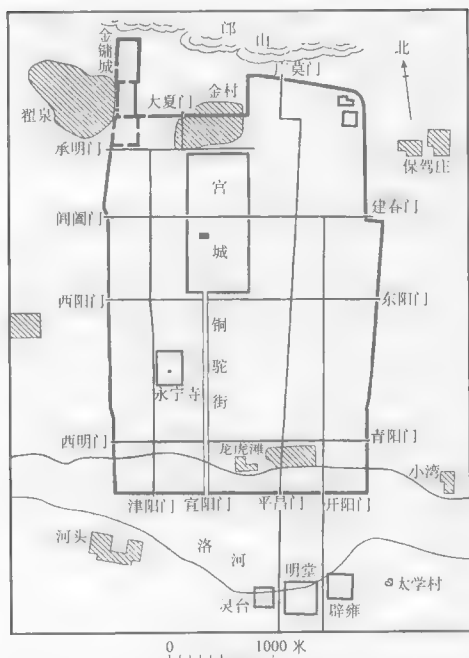 邙山
北
金镛城
莫门
大夏门
金村
翟泉
保驾庄
承明门
宫城
阊阖门
建春门
西阳门
东阳门
铜驼街
永宁寺
西明门
青阳门
龙虎滩
小湾
津阳门
宣阳门
平昌门
开阳门
河头
洛河
明堂
太学村
灵台
辟雍
0 1000 米